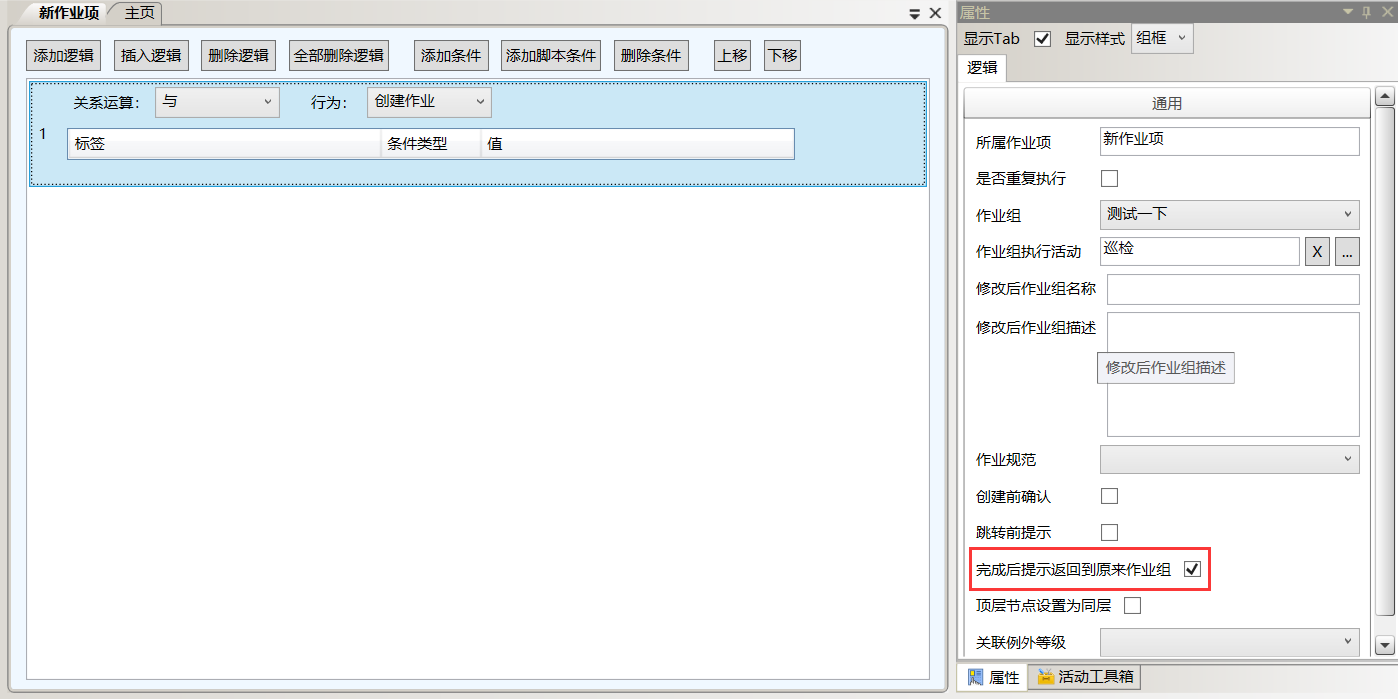 新作业项 主页
添加逻辑 插入逻辑 删除逻辑 全部删除逻辑 添加条件 添加脚本条件 删除条件 上移 下移
关系运算： 与 行为： 创建作业
1
标签 条件类型 值
属性
显示Tab 显示样式 组框
逻辑
通用
所属作业项 新作业项
是否重复执行
作业组 测试一下
作业组执行活动 巡检 X ...
修改后作业组名称
修改后作业组描述
修改后作业组描述
作业规范
创建前确认
跳转前提示
完成后提示返回到原来作业组
顶层节点设置为同层
关联例外等级
属性 活动工具箱